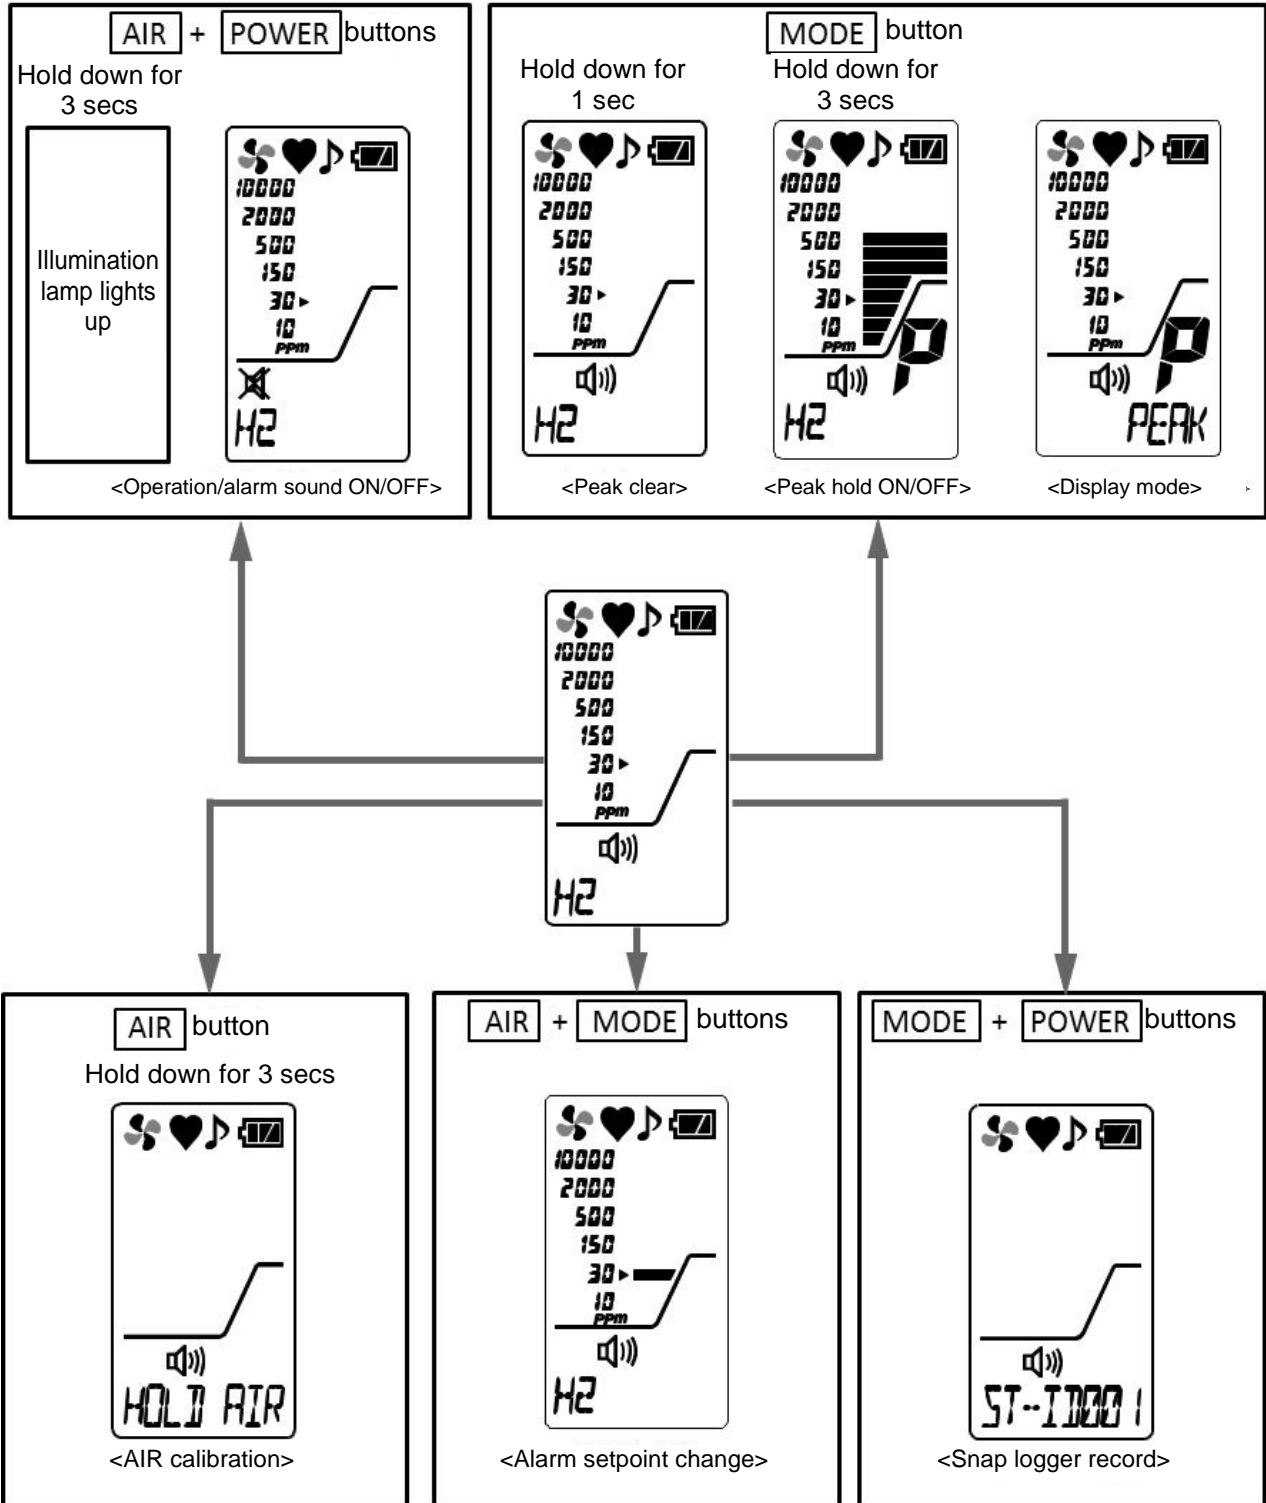 AIR + POWER buttons
Hold down for
3 secs
Illumination
lamp lights
up
10000
2000
500
150
30
10
ppm
H2
<Operation/alarm sound ON/OFF>
MODE button
Hold down for
1 sec
10000
2000
500
150
30
10
ppm
H2
<Peak clear>
Hold down for
3 secs
10000
2000
500
150
30
10
ppm
P
H2
<Peak hold ON/OFF>
10000
2000
500
150
30
10
ppm
P
PEAK
<Display mode>
10000
2000
500
150
30
10
ppm
H2
AIR button
Hold down for 3 secs
HOLD AIR
<AIR calibration>
AIR + MODE buttons
10000
2000
500
150
30
10
ppm
H2
<Alarm setpoint change>
MODE + POWER buttons
ST--ID001
<Snap logger record>